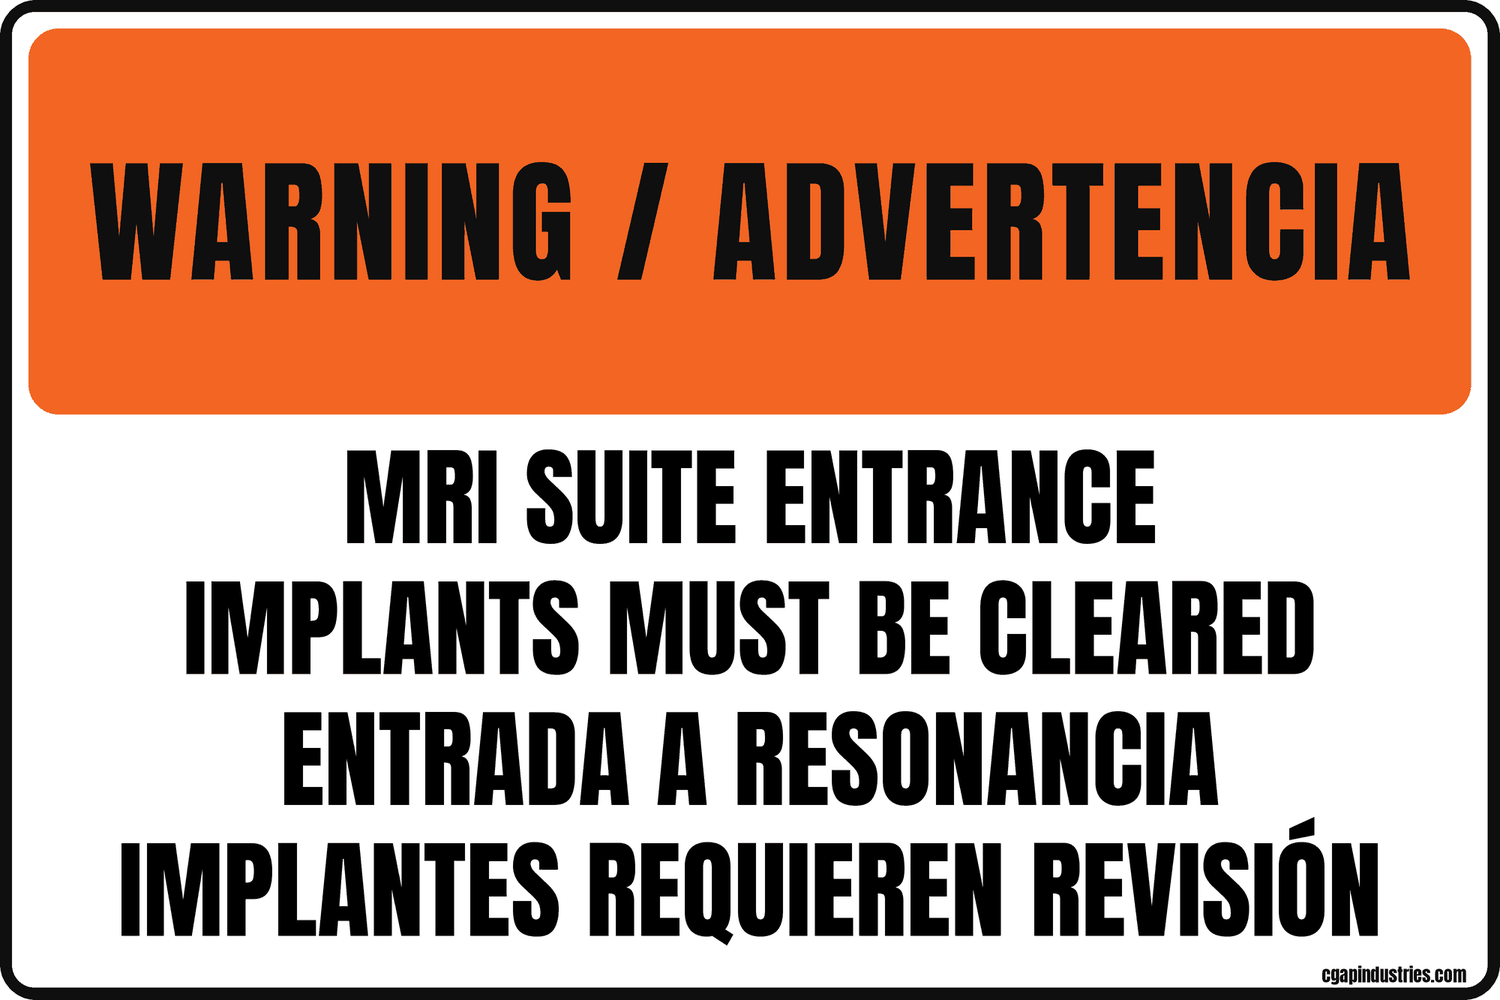 WARNING / ADVERTENCIA
MRI SUITE ENTRANCE
IMPLANTS MUST BE CLEARED
ENTRADA A RESONANCIA
IMPLANTES REQUIEREN REVISIÓN
cgapindustries.com